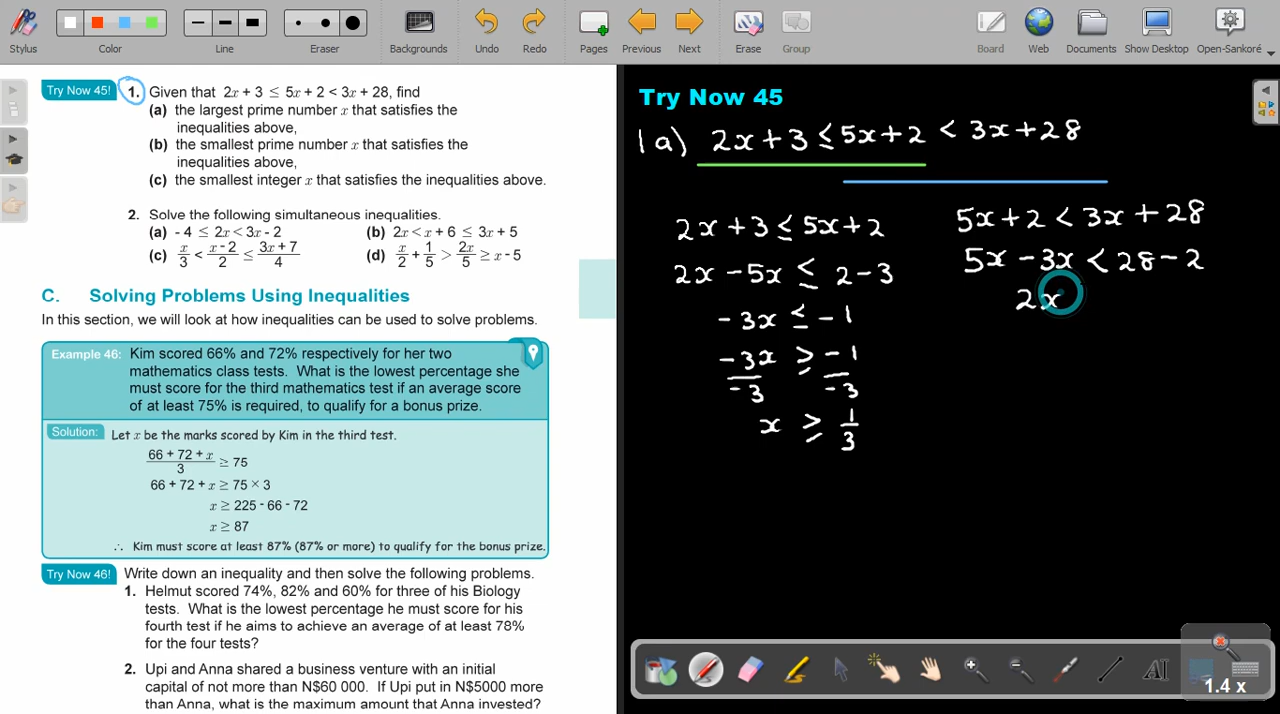 Stylus Color Line Eraser Backgrounds Undo Redo Pages Previous Next Erase Group Board Web Documents Show Desktop Open-Sankoré
Try Now 45! 1. Given that 2x + 3 ≤ 5x + 2 < 3x + 28, find
(a) the largest prime number x that satisfies the
inequalities above,
(b) the smallest prime number x that satisfies the
inequalities above,
(c) the smallest integer x that satisfies the inequalities above.
2. Solve the following simultaneous inequalities.
(a) - 4 ≤ 2x < 3x - 2 (b) 2x < x + 6 ≤ 3x + 5
(c) x/3 < (x - 2)/2 ≤ (3x + 7)/4 (d) x/2 + 1/5 > 2x/5 ≥ x - 5
C. Solving Problems Using Inequalities
In this section, we will look at how inequalities can be used to solve problems.
Example 46: Kim scored 66% and 72% respectively for her two
mathematics class tests. What is the lowest percentage she
must score for the third mathematics test if an average score
of at least 75% is required, to qualify for a bonus prize.
Solution: Let x be the marks scored by Kim in the third test.
(66 + 72 + x)/3 ≥ 75
66 + 72 + x ≥ 75 × 3
x ≥ 225 - 66 - 72
x ≥ 87
∴ Kim must score at least 87% (87% or more) to qualify for the bonus prize.
Try Now 46! Write down an inequality and then solve the following problems.
1. Helmut scored 74%, 82% and 60% for three of his Biology
tests. What is the lowest percentage he must score for his
fourth test if he aims to achieve an average of at least 78%
for the four tests?
2. Upi and Anna shared a business venture with an initial
capital of not more than N$60 000. If Upi put in N$5000 more
than Anna, what is the maximum amount that Anna invested?
Try Now 45
1a) 2x + 3 ≤ 5x + 2 < 3x + 28
2x + 3 ≤ 5x + 2
2x - 5x ≤ 2 - 3
-3x ≤ -1
-3x/-3 ≥ -1/-3
x ≥ 1/3
5x + 2 < 3x + 28
5x - 3x < 28 - 2
2x
1.4 x